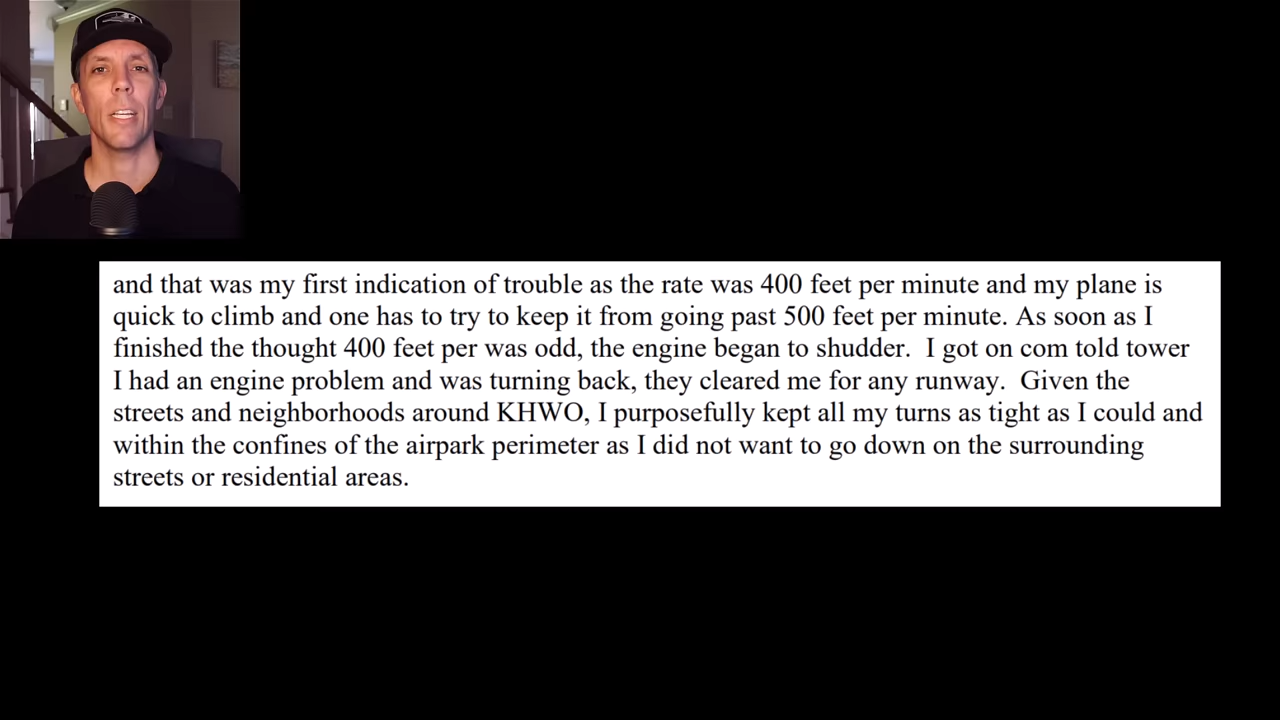 and that was my first indication of trouble as the rate was 400 feet per minute and my plane is
quick to climb and one has to try to keep it from going past 500 feet per minute. As soon as I
finished the thought 400 feet per was odd, the engine began to shudder.  I got on com told tower
I had an engine problem and was turning back, they cleared me for any runway.  Given the
streets and neighborhoods around KHWO, I purposefully kept all my turns as tight as I could and
within the confines of the airpark perimeter as I did not want to go down on the surrounding
streets or residential areas.